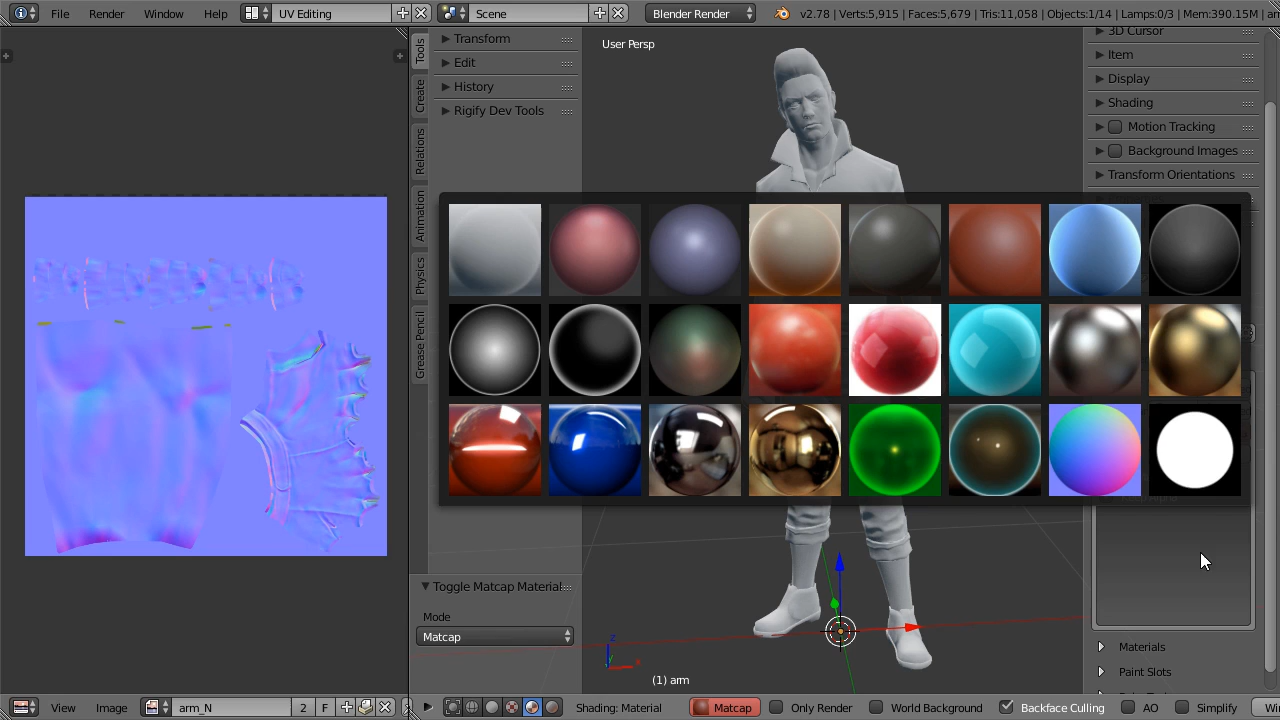 File Render Window Help UV Editing Scene Blender Render v2.78 | Verts:5,915 | Faces:5,679 | Tris:11,058 | Objects:1/14 | Lamps:0/3 | Mem:390.15M |
Tools
Create
Relations
Animation
Physics
Grease Pencil
Transform
Edit
History
Rigify Dev Tools
User Persp
3D Cursor
Item
Display
Shading
Motion Tracking
Background Images
Transform Orientations
Toggle Matcap Material
Mode
Matcap
z
x
(1) arm
Materials
Paint Slots
View Image arm_N 2 F Shading: Material Matcap Only Render World Background Backface Culling AO Simplify Wi